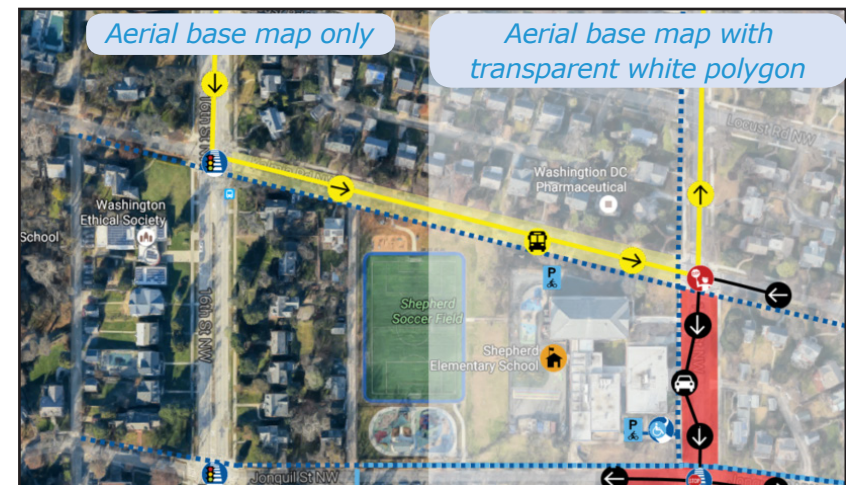 Aerial base map only
Aerial base map with
transparent white polygon
16th St NW
Locust Rd NW
Washington DC
Pharmaceutical
Washington
Ethical Society
School
P
Shepherd
Soccer Field
16th St NW
Shepherd
Elementary School
P
Jonquil St NW
STOP